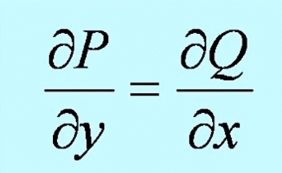 ∂P/∂y = ∂Q/∂x